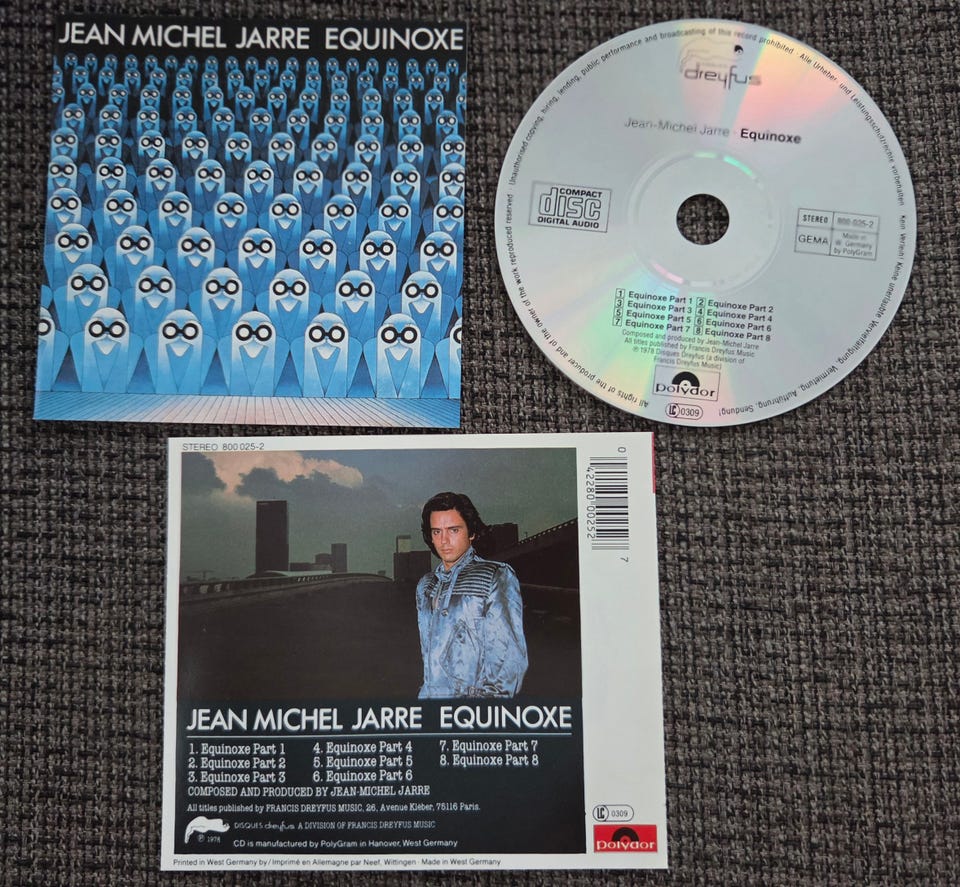 JEAN MICHEL JARRE EQUINOXE
Unauthorised copying, hiring, lending, public performance and broadcasting of this record prohibited · Alle Urheber- und Leistungsschutzrechte vorbehalten · Kein Verleih! Keine unerlaubte Vervielfältigung, Vermietung, Aufführung, Sendung!
All rights of the producer and of the owner of the work reproduced reserved ·
dreyfus
Jean-Michel Jarre · Equinoxe
COMPACT
disc
DIGITAL AUDIO
STEREO 800 025-2
GEMA Made in
W. Germany
by PolyGram
1 Equinoxe Part 1 2 Equinoxe Part 2
3 Equinoxe Part 3 4 Equinoxe Part 4
5 Equinoxe Part 5 6 Equinoxe Part 6
7 Equinoxe Part 7 8 Equinoxe Part 8
Composed and produced by Jean-Michel Jarre
All titles published by Francis Dreyfus Music
℗ 1978 Disques Dreyfus (a division of
Francis Dreyfus Music)
polydor
LC 0309
STEREO 800 025-2
0 42280 00252 7
JEAN MICHEL JARRE EQUINOXE
1. Equinoxe Part 1 4. Equinoxe Part 4 7. Equinoxe Part 7
2. Equinoxe Part 2 5. Equinoxe Part 5 8. Equinoxe Part 8
3. Equinoxe Part 3 6. Equinoxe Part 6
COMPOSED AND PRODUCED BY JEAN-MICHEL JARRE
All titles published by FRANCIS DREYFUS MUSIC, 26, Avenue Kléber, 75116 Paris.
DISQUES dreyfus A DIVISION OF FRANCIS DREYFUS MUSIC
℗ 1978
CD is manufactured by PolyGram in Hanover, West Germany
LC 0309
polydor
Printed in West Germany by / Imprimé en Allemagne par Neef, Wittingen · Made in West Germany